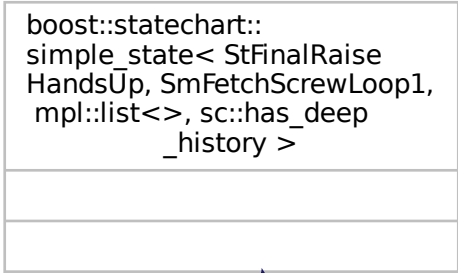 boost::statechart::
simple_state< StFinalRaise
HandsUp, SmFetchScrewLoop1,
mpl::list<>, sc::has_deep
_history >